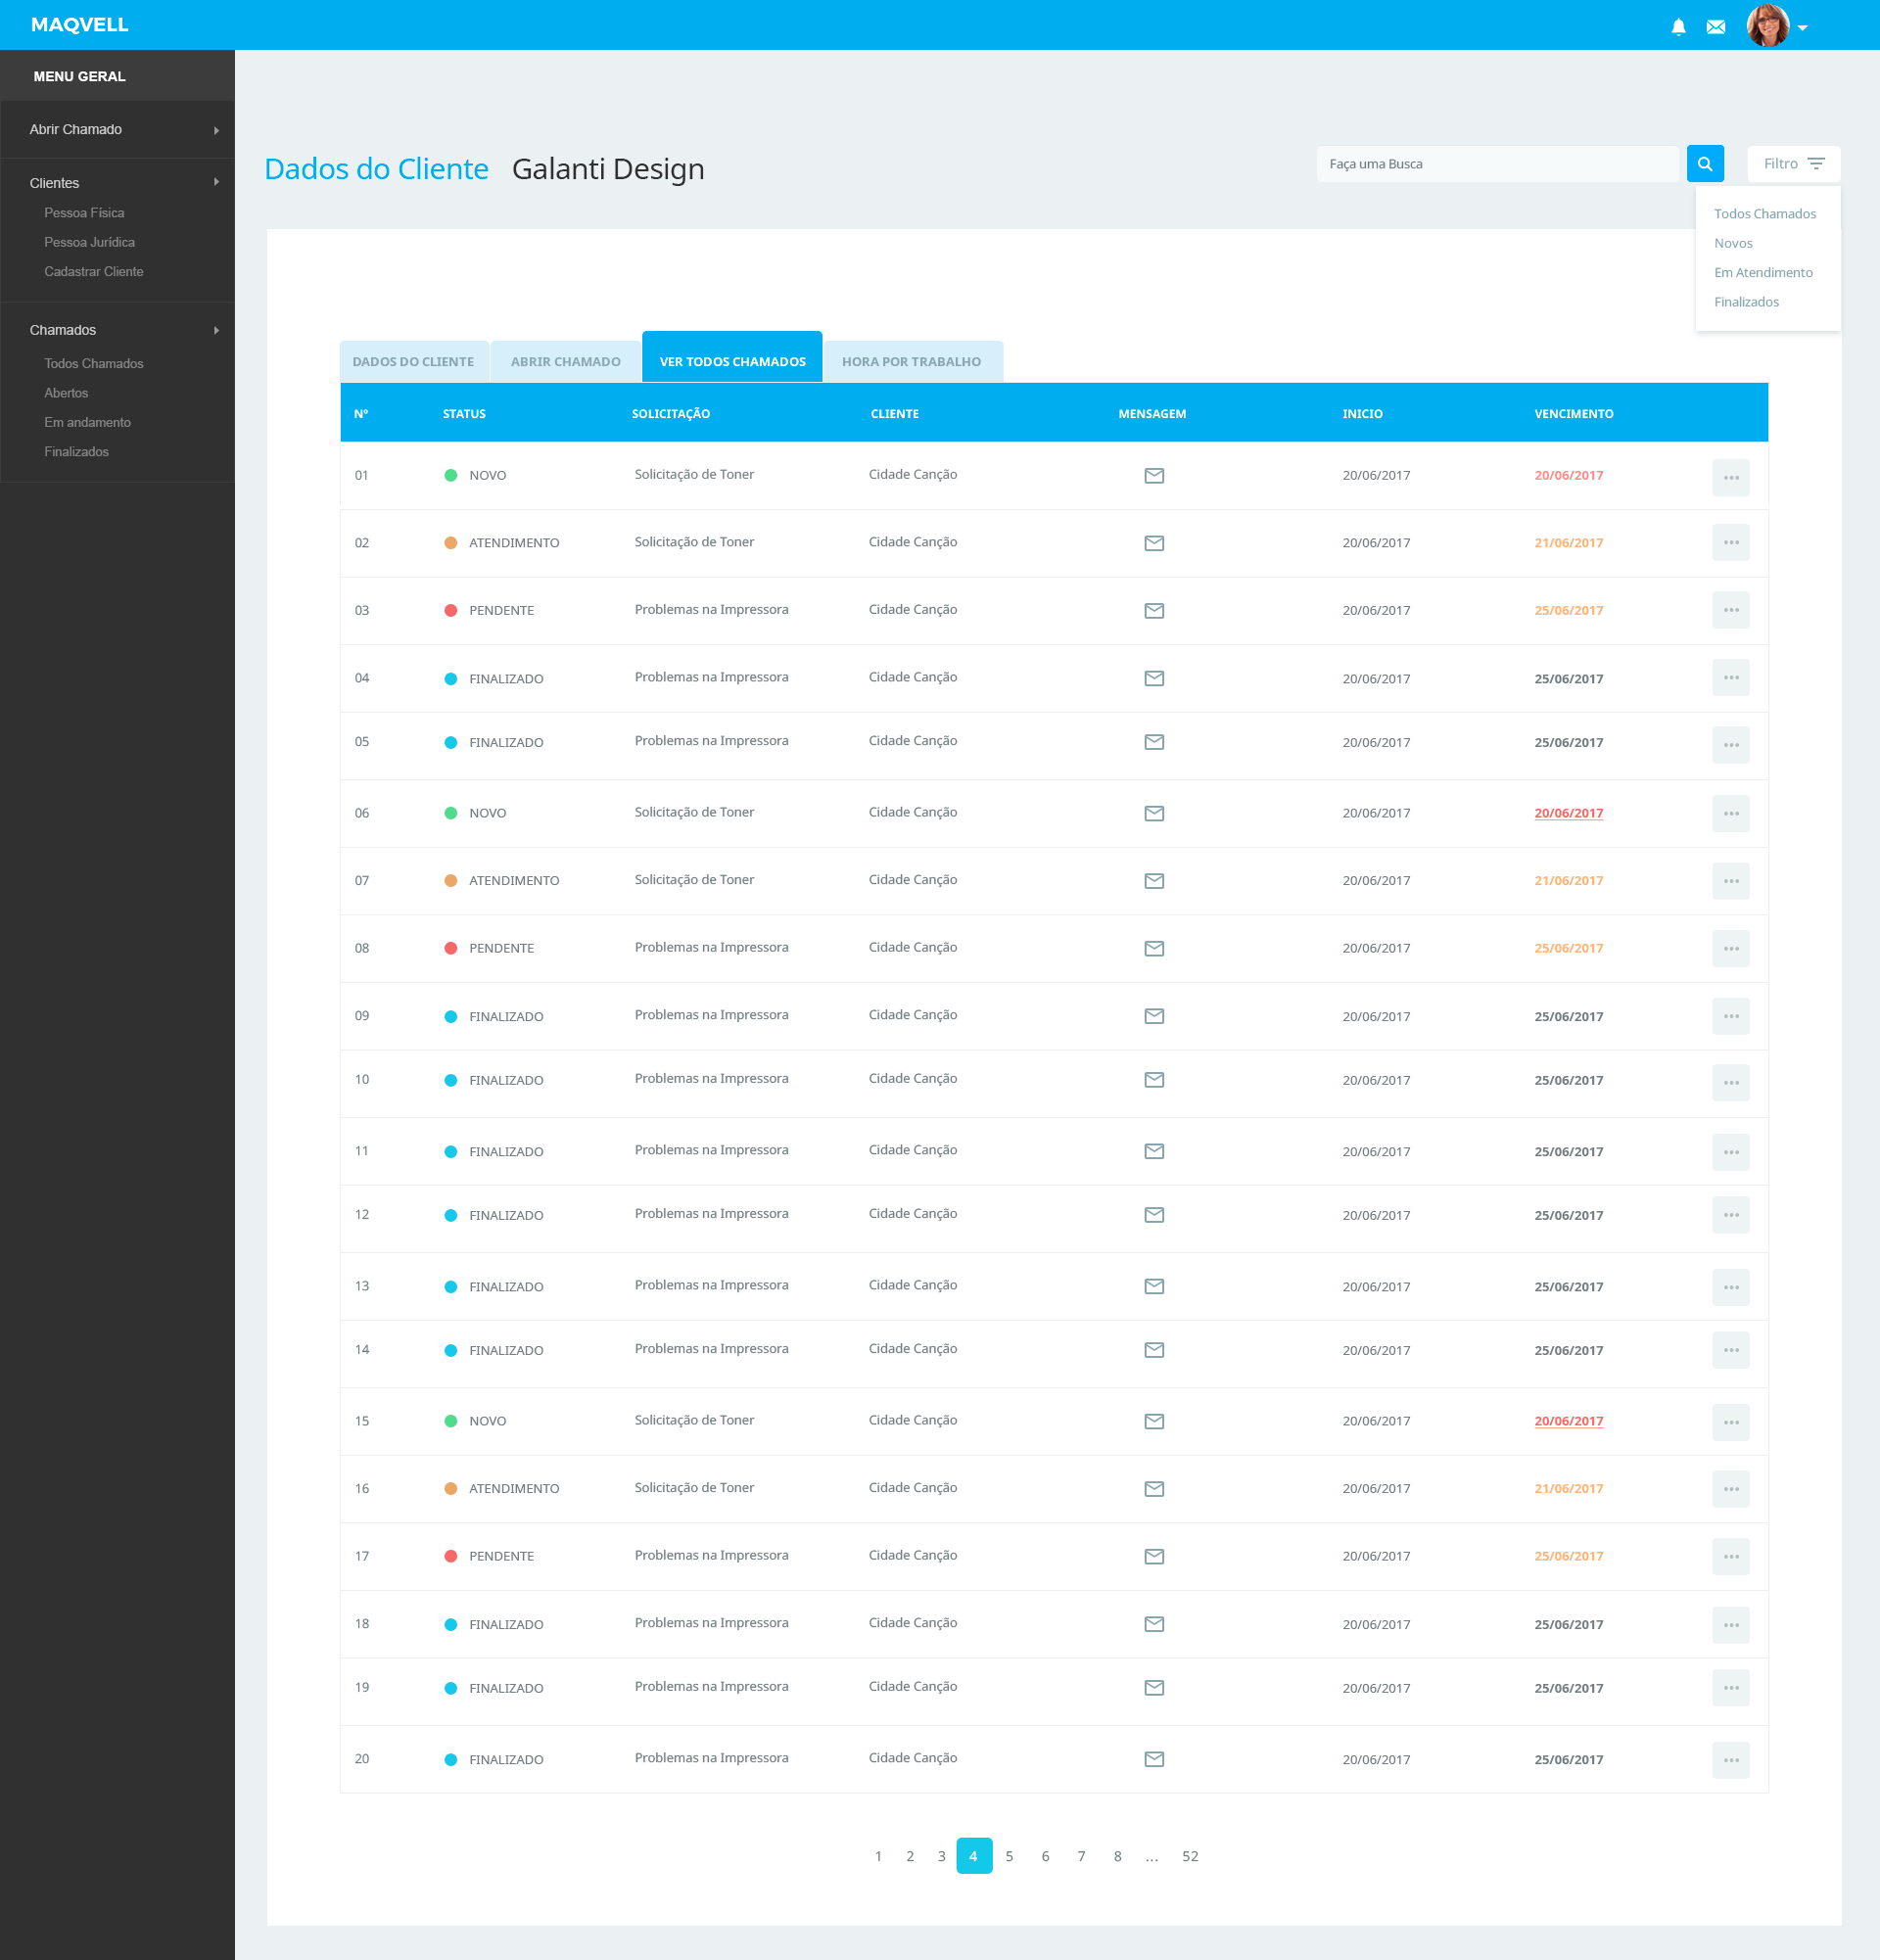 MAQVELL
MENU GERAL
Abrir Chamado
Clientes
Pessoa Física
Pessoa Jurídica
Cadastrar Cliente
Chamados
Todos Chamados
Abertos
Em andamento
Finalizados
Dados do Cliente Galanti Design
Faça uma Busca
Filtro
Todos Chamados
Novos
Em Atendimento
Finalizados
DADOS DO CLIENTE ABRIR CHAMADO VER TODOS CHAMADOS HORA POR TRABALHO
Nº STATUS SOLICITAÇÃO CLIENTE MENSAGEM INICIO VENCIMENTO
01 NOVO Solicitação de Toner Cidade Canção 20/06/2017 20/06/2017
02 ATENDIMENTO Solicitação de Toner Cidade Canção 20/06/2017 21/06/2017
03 PENDENTE Problemas na Impressora Cidade Canção 20/06/2017 25/06/2017
04 FINALIZADO Problemas na Impressora Cidade Canção 20/06/2017 25/06/2017
05 FINALIZADO Problemas na Impressora Cidade Canção 20/06/2017 25/06/2017
06 NOVO Solicitação de Toner Cidade Canção 20/06/2017 20/06/2017
07 ATENDIMENTO Solicitação de Toner Cidade Canção 20/06/2017 21/06/2017
08 PENDENTE Problemas na Impressora Cidade Canção 20/06/2017 25/06/2017
09 FINALIZADO Problemas na Impressora Cidade Canção 20/06/2017 25/06/2017
10 FINALIZADO Problemas na Impressora Cidade Canção 20/06/2017 25/06/2017
11 FINALIZADO Problemas na Impressora Cidade Canção 20/06/2017 25/06/2017
12 FINALIZADO Problemas na Impressora Cidade Canção 20/06/2017 25/06/2017
13 FINALIZADO Problemas na Impressora Cidade Canção 20/06/2017 25/06/2017
14 FINALIZADO Problemas na Impressora Cidade Canção 20/06/2017 25/06/2017
15 NOVO Solicitação de Toner Cidade Canção 20/06/2017 20/06/2017
16 ATENDIMENTO Solicitação de Toner Cidade Canção 20/06/2017 21/06/2017
17 PENDENTE Problemas na Impressora Cidade Canção 20/06/2017 25/06/2017
18 FINALIZADO Problemas na Impressora Cidade Canção 20/06/2017 25/06/2017
19 FINALIZADO Problemas na Impressora Cidade Canção 20/06/2017 25/06/2017
20 FINALIZADO Problemas na Impressora Cidade Canção 20/06/2017 25/06/2017
1 2 3 4 5 6 7 8 ... 52